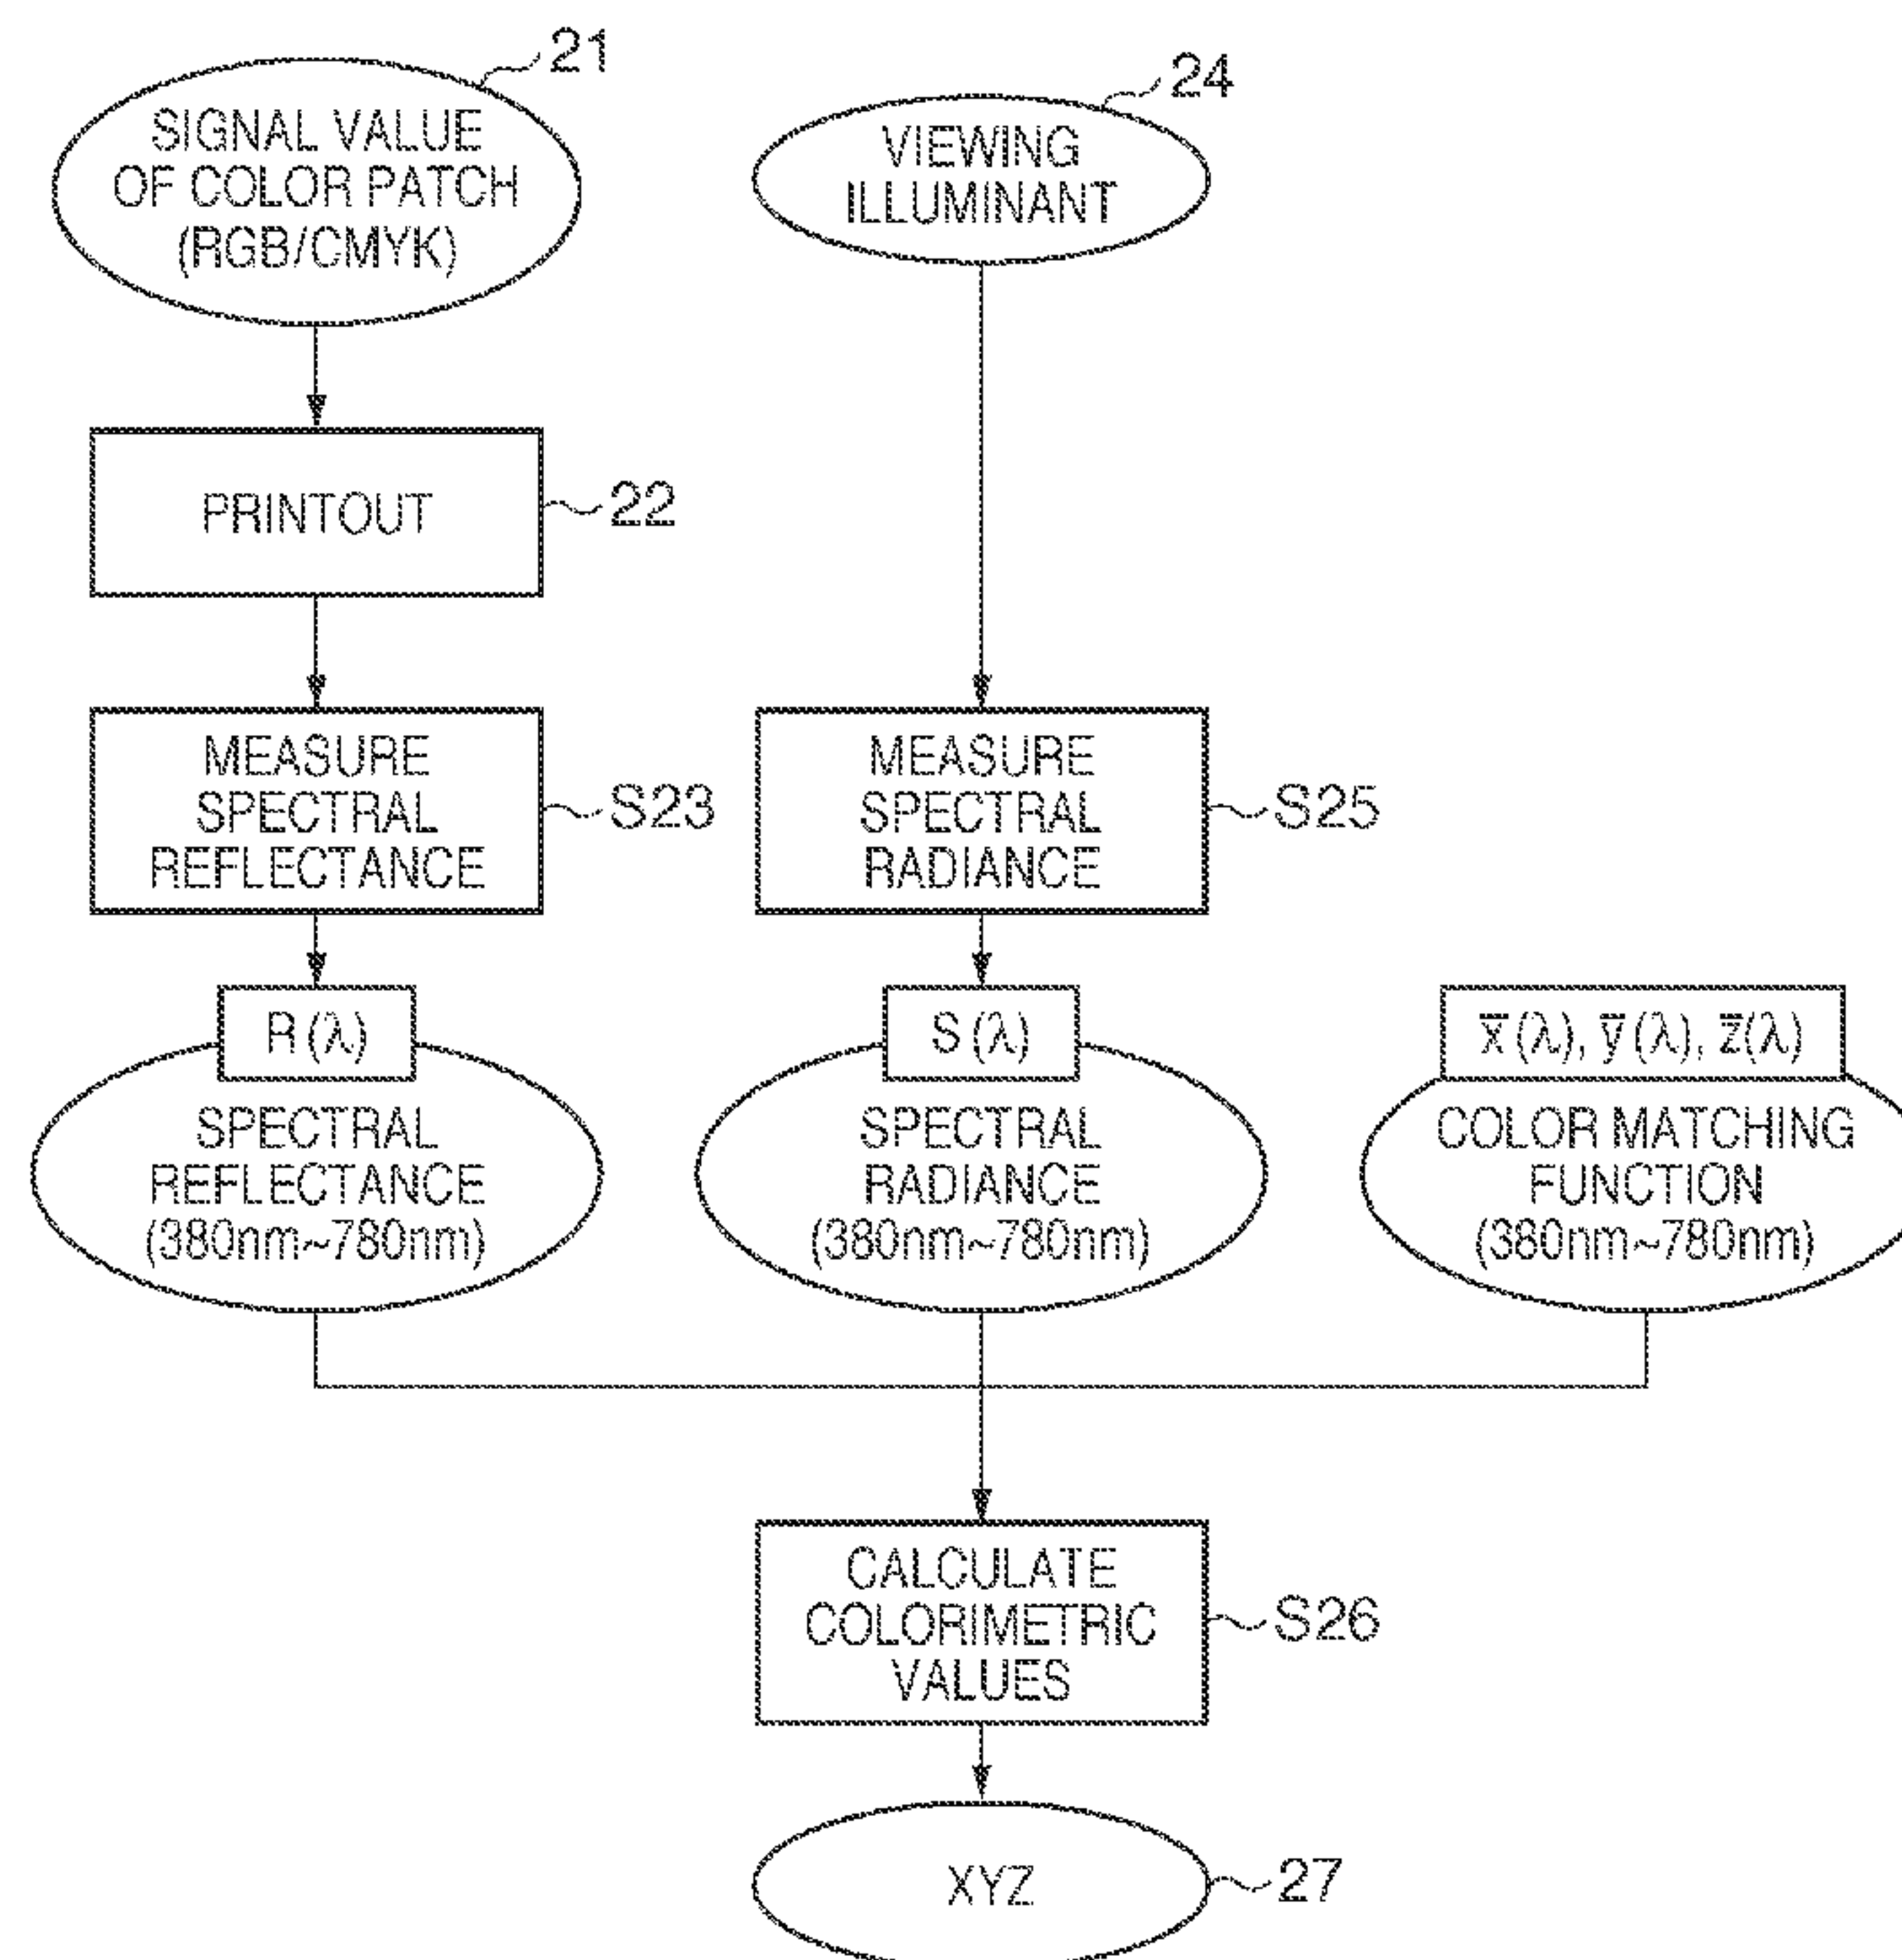 21
SIGNAL VALUE
OF COLOR PATCH
(RGB/CMYK)
24
VIEWING
ILLUMINANT
PRINTOUT
22
MEASURE
SPECTRAL
REFLECTANCE
S23
MEASURE
SPECTRAL
RADIANCE
S25
R(λ)
SPECTRAL
REFLECTANCE
(380nm~780nm)
S(λ)
SPECTRAL
RADIANCE
(380nm~780nm)
x̅(λ), y̅(λ), z̅(λ)
COLOR MATCHING
FUNCTION
(380nm~780nm)
CALCULATE
COLORIMETRIC
VALUES
S26
XYZ
27